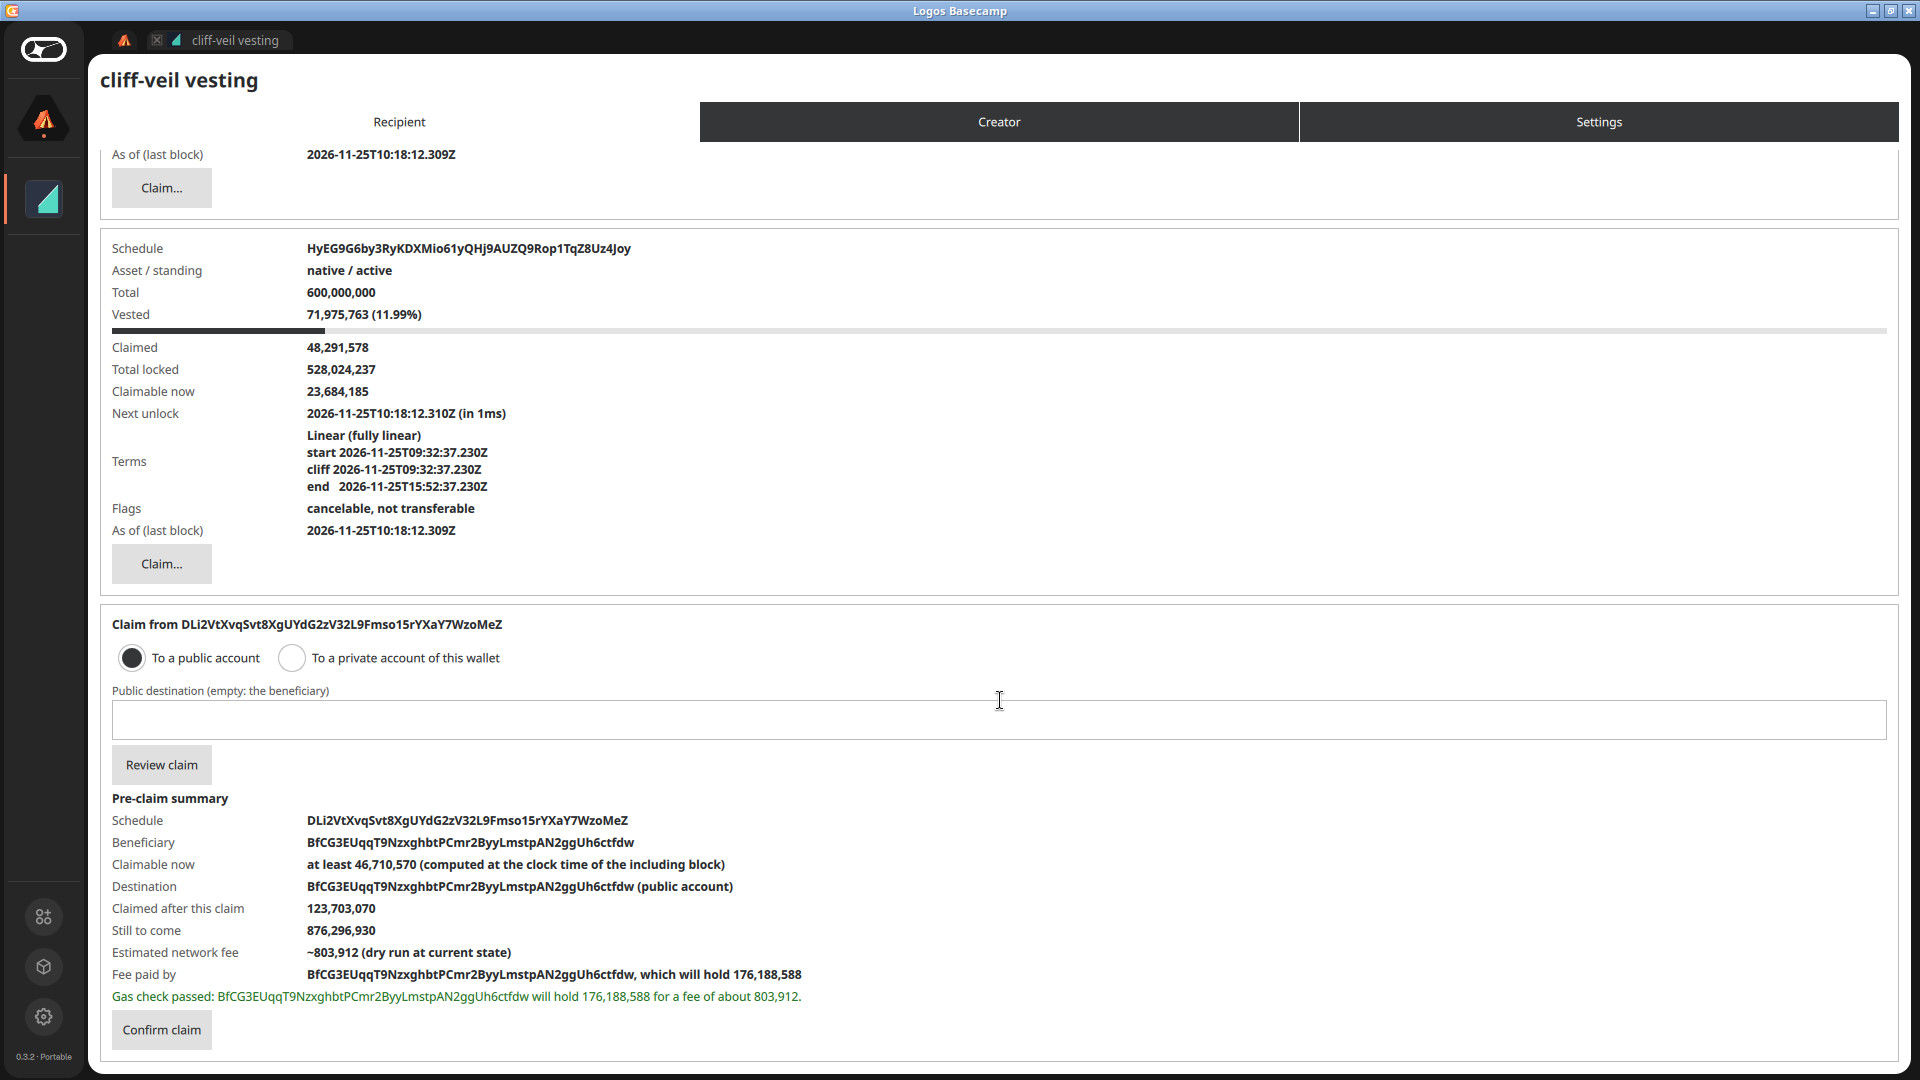 Logos Basecamp
cliff-veil vesting
cliff-veil vesting
Recipient
Creator
Settings
As of (last block) 2026-11-25T10:18:12.309Z
Claim...
Schedule HyEG9G6by3RyKDXMio61yQHj9AUZQ9Rop1TqZ8Uz4Joy
Asset / standing native / active
Total 600,000,000
Vested 71,975,763 (11.99%)
Claimed 48,291,578
Total locked 528,024,237
Claimable now 23,684,185
Next unlock 2026-11-25T10:18:12.310Z (in 1ms)
Linear (fully linear)
start 2026-11-25T09:32:37.230Z
Terms
cliff 2026-11-25T09:32:37.230Z
end 2026-11-25T15:52:37.230Z
Flags cancelable, not transferable
As of (last block) 2026-11-25T10:18:12.309Z
Claim...
Claim from DLi2VtXvqSvt8XgUYdG2zV32L9Fmso15rYXaY7WzoMeZ
To a public account To a private account of this wallet
Public destination (empty: the beneficiary)
Review claim
Pre-claim summary
Schedule DLi2VtXvqSvt8XgUYdG2zV32L9Fmso15rYXaY7WzoMeZ
Beneficiary BfCG3EUqqT9NzxghbtPCmr2ByyLmstpAN2ggUh6ctfdw
Claimable now at least 46,710,570 (computed at the clock time of the including block)
Destination BfCG3EUqqT9NzxghbtPCmr2ByyLmstpAN2ggUh6ctfdw (public account)
Claimed after this claim 123,703,070
Still to come 876,296,930
Estimated network fee ~803,912 (dry run at current state)
Fee paid by BfCG3EUqqT9NzxghbtPCmr2ByyLmstpAN2ggUh6ctfdw, which will hold 176,188,588
Gas check passed: BfCG3EUqqT9NzxghbtPCmr2ByyLmstpAN2ggUh6ctfdw will hold 176,188,588 for a fee of about 803,912.
Confirm claim
0.3.2 · Portable